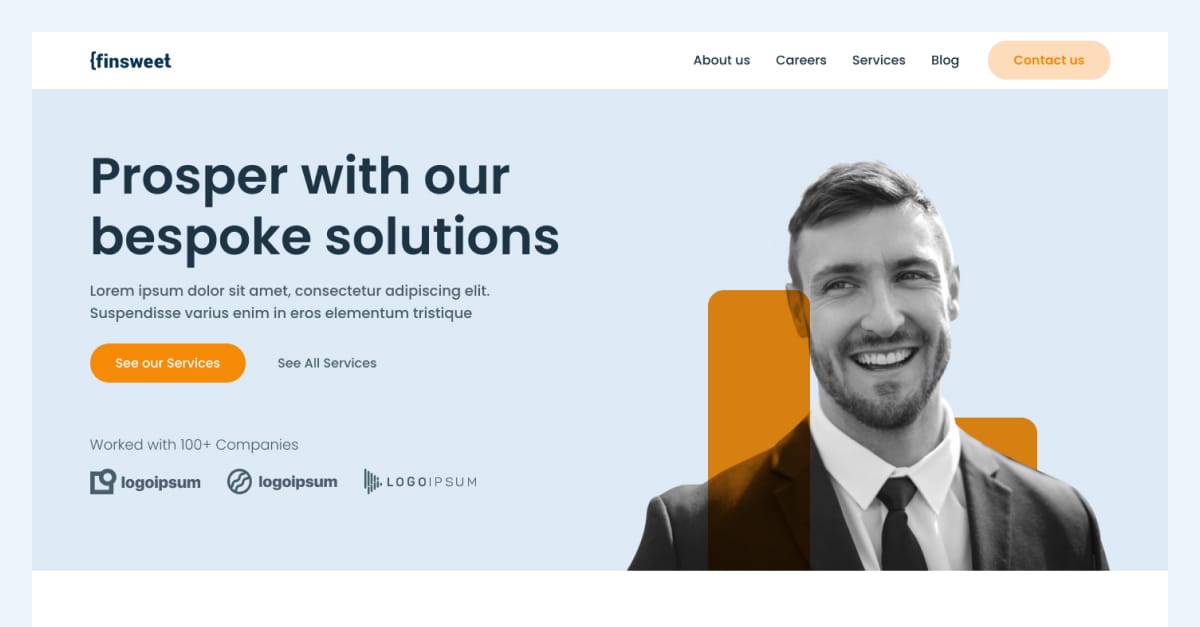 {finsweet
About us
Careers
Services
Blog
Contact us
Prosper with our
bespoke solutions
Lorem ipsum dolor sit amet, consectetur adipiscing elit.
Suspendisse varius enim in eros elementum tristique
See our Services
See All Services
Worked with 100+ Companies
logoipsum
logoipsum
LOGOIPSUM